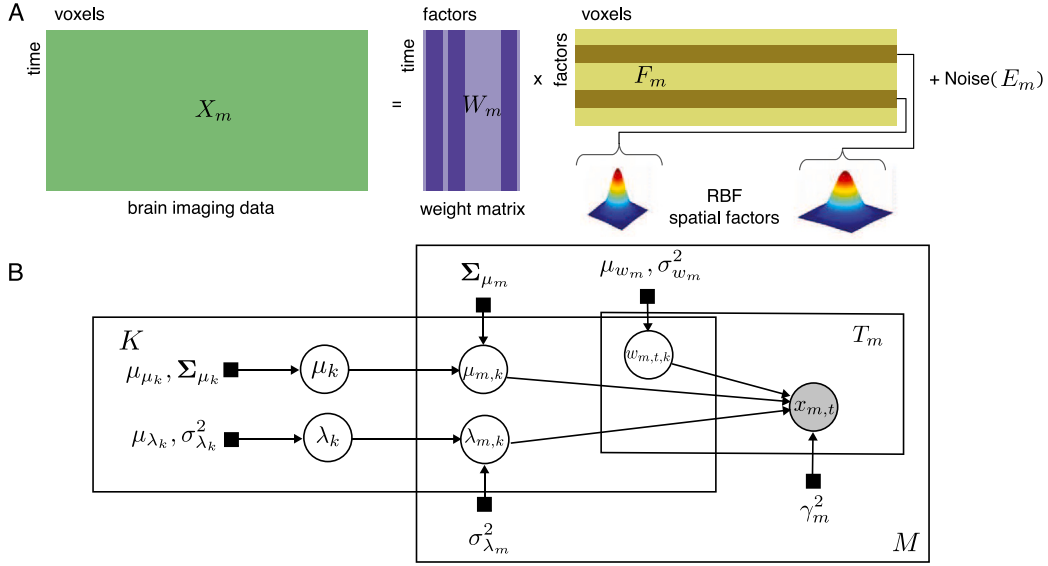 A
voxels
time
X_m
brain imaging data
=
factors
time
W_m
weight matrix
x
voxels
factors
F_m
+ Noise(E_m)
RBF
spatial factors
B
K
μ_{μ_k}, Σ_{μ_k}
μ_k
μ_{λ_k}, σ²_{λ_k}
λ_k
Σ_{μ_m}
μ_{m,k}
λ_{m,k}
σ²_{λ_m}
μ_{w_m}, σ²_{w_m}
w_{m,t,k}
T_m
x_{m,t}
γ²_m
M